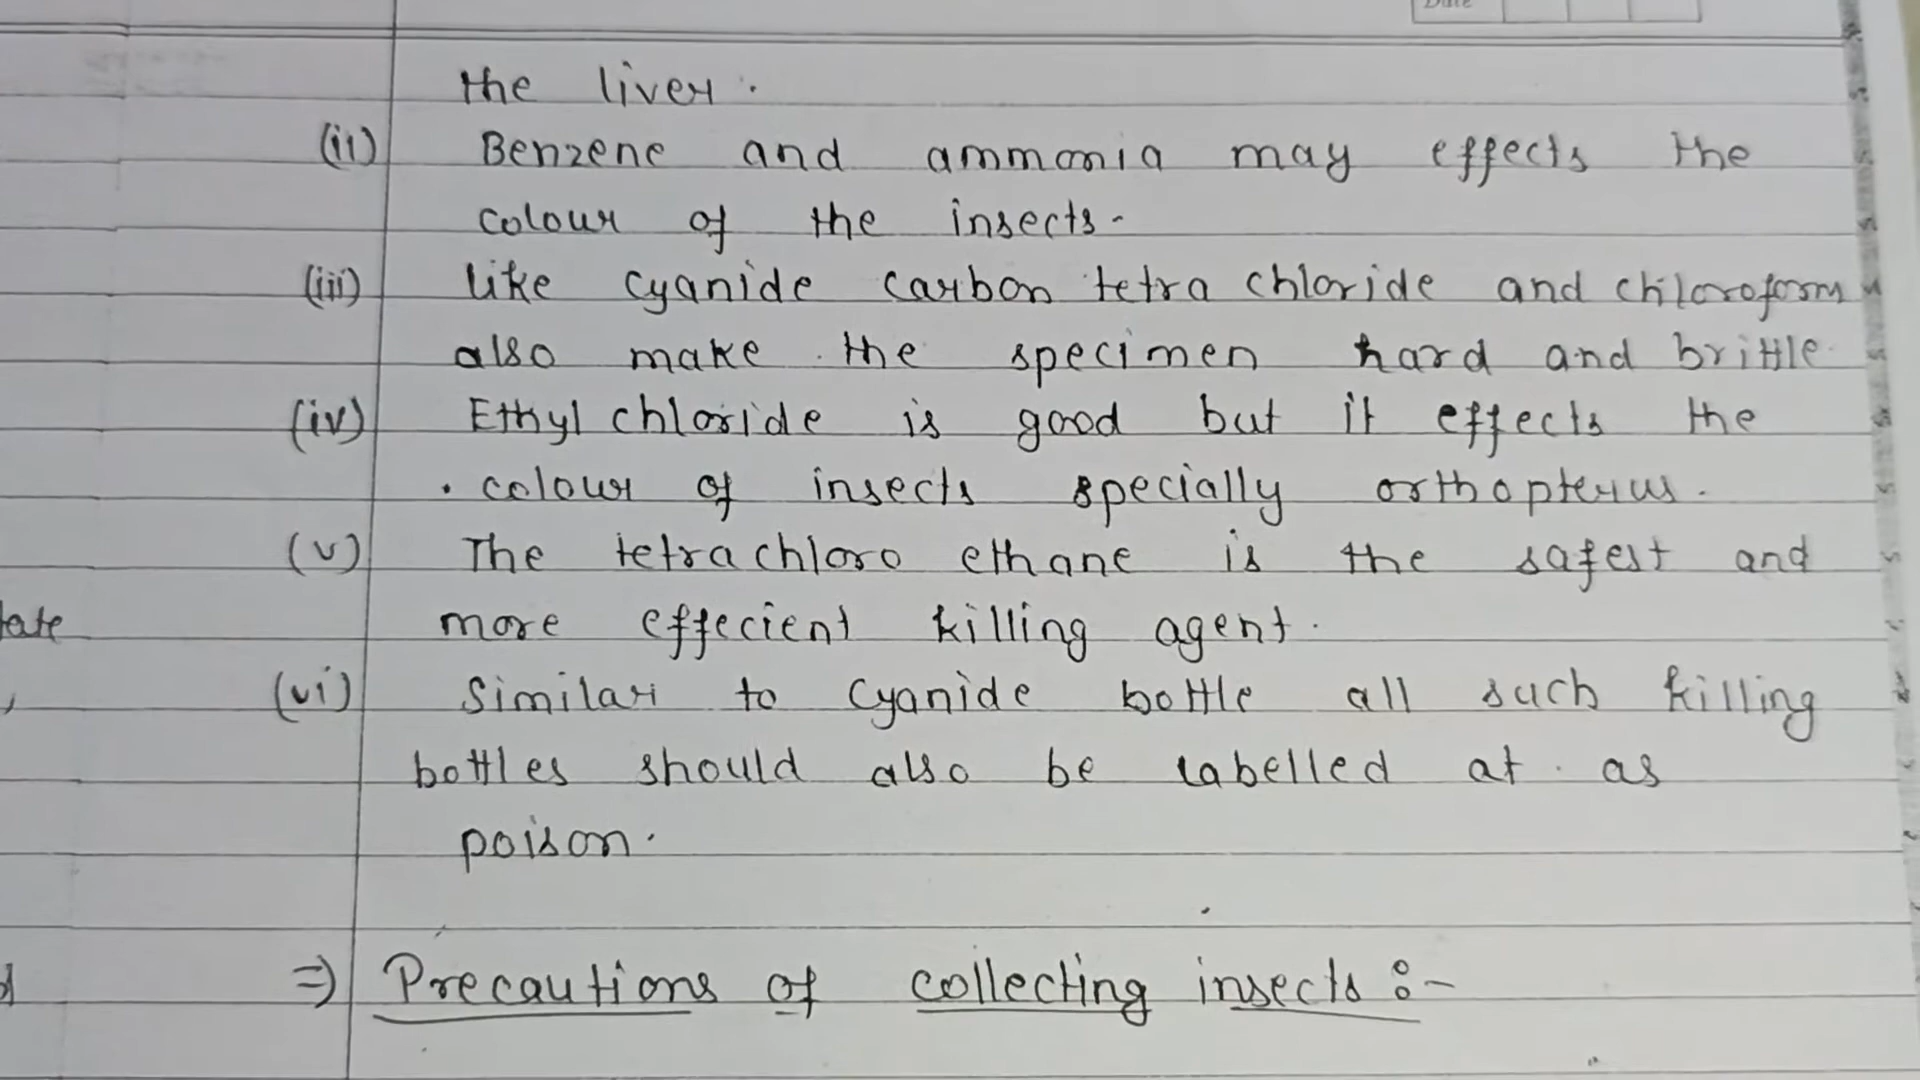 Date
the liver.
(ii) Benzene and ammonia may effects the
colour of the insects.
(iii) like cyanide carbon tetra chloride and chloroform
also make the specimen hard and brittle.
(iv) Ethyl chloride is good but it effects the
colour of insects specially orthopterus.
(v) The tetrachloro ethane is the safest and
more effecient killing agent.
(vi) Similar to cyanide bottle all such killing
bottles should also be labelled at as
poison.
=) Precautions of collecting insects :-